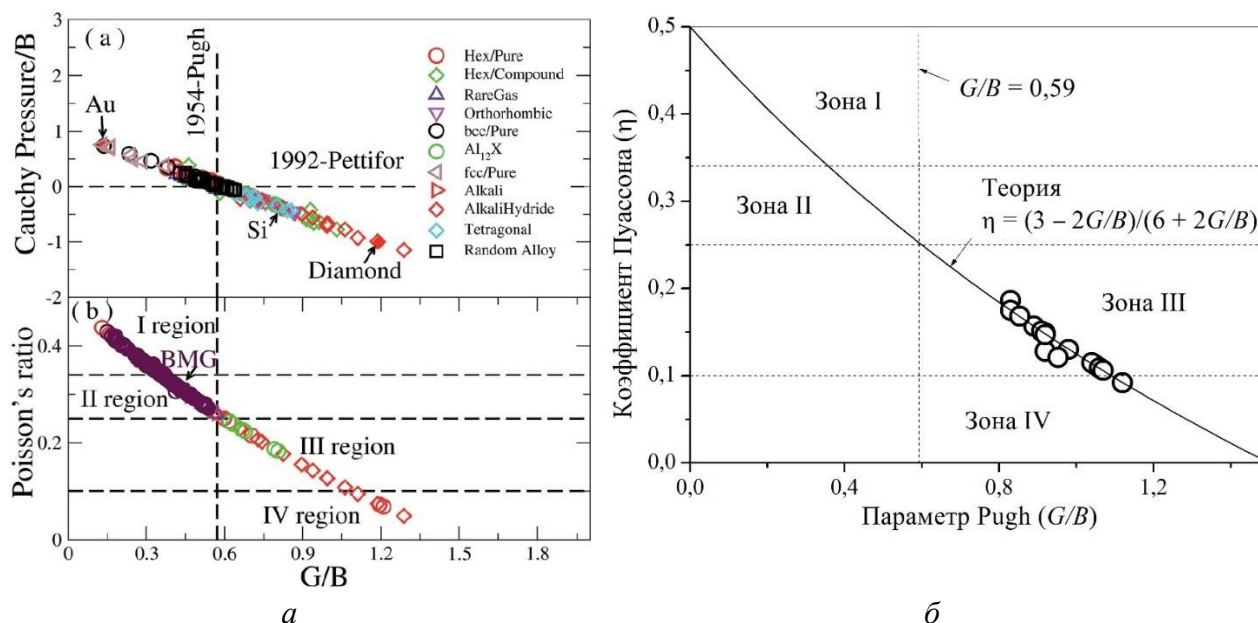 ( a )
1954-Pugh
Cauchy Pressure/B
3
2
1
0
-1
-2
Au
1992-Pettifor
Si
Diamond
Hex/Pure
Hex/Compound
RareGas
Orthorhombic
bcc/Pure
Al12X
fcc/Pure
Alkali
AlkaliHydride
Tetragonal
Random Alloy
(b)
Poisson's ratio
0.4
0.2
0
I region
BMG
II region
III region
IV region
0 0.3 0.6 0.9 1.2 1.5 1.8
G/B
а
Коэффициент Пуассона (η)
0,5
0,4
0,3
0,2
0,1
0,0
Зона I
G/B = 0,59
Зона II
Теория
η = (3 – 2G/B)/(6 + 2G/B)
Зона III
Зона IV
0,0 0,4 0,8 1,2
Параметр Pugh (G/B)
б